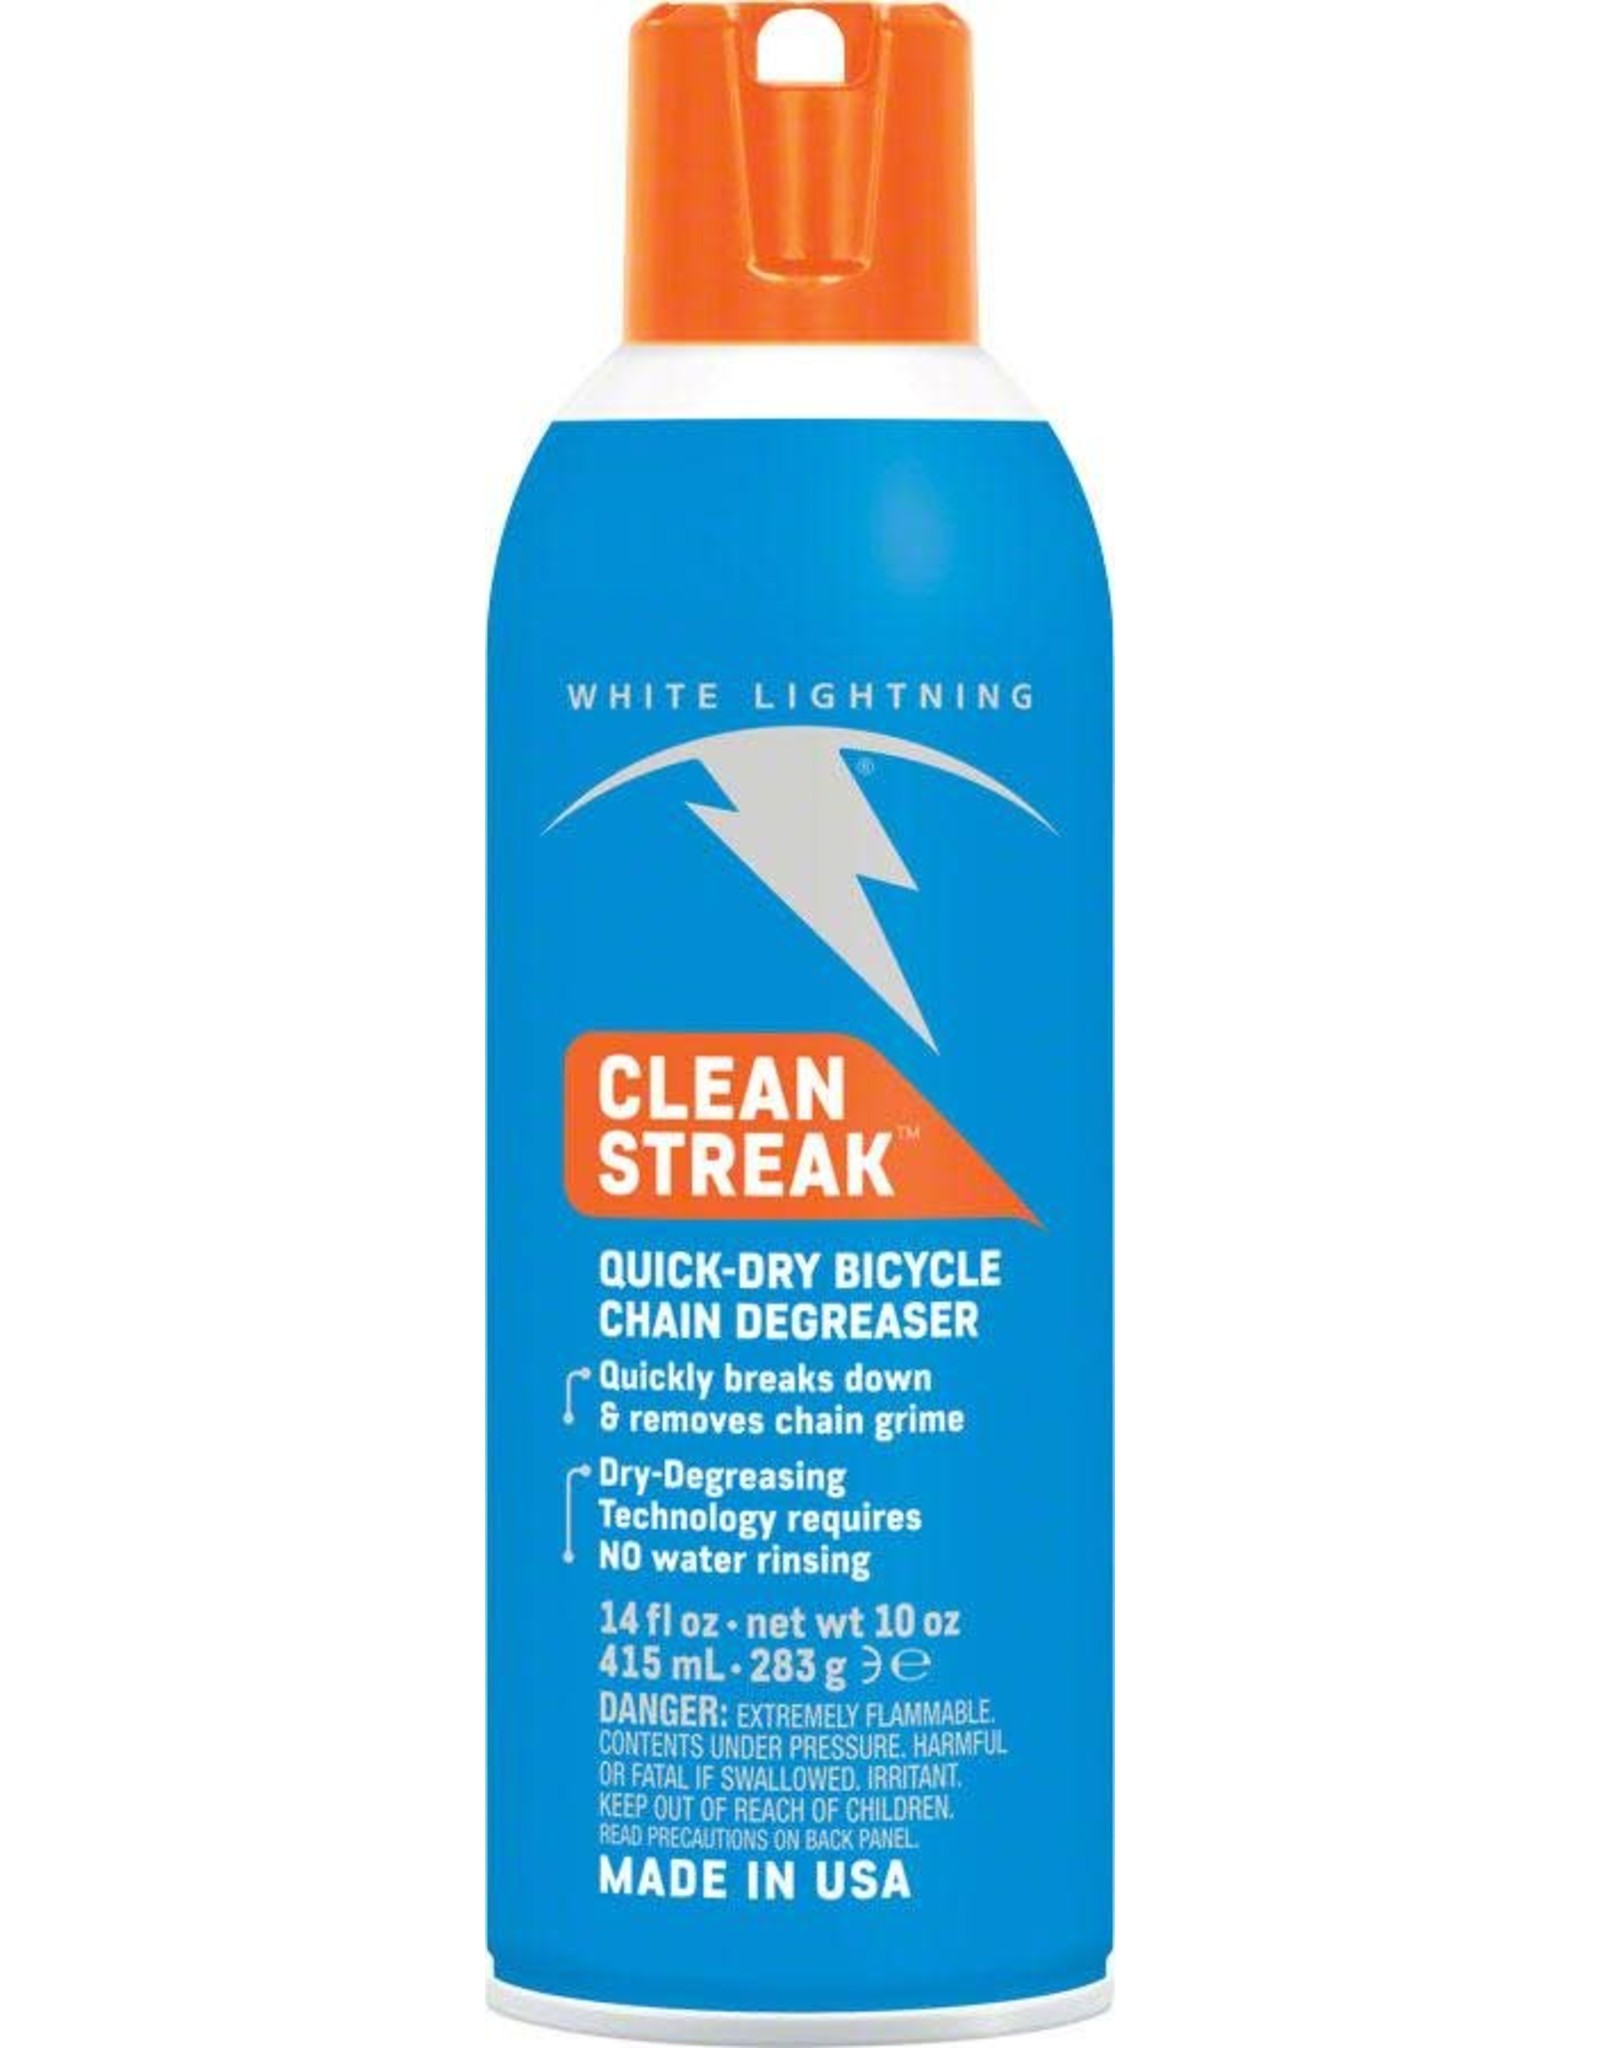 WHITE LIGHTNING
®
CLEAN
STREAK™
QUICK-DRY BICYCLE
CHAIN DEGREASER
Quickly breaks down
& removes chain grime
Dry-Degreasing
Technology requires
NO water rinsing
14 fl oz • net wt 10 oz
415 mL • 283 g ℮
DANGER: EXTREMELY FLAMMABLE.
CONTENTS UNDER PRESSURE. HARMFUL
OR FATAL IF SWALLOWED. IRRITANT.
KEEP OUT OF REACH OF CHILDREN.
READ PRECAUTIONS ON BACK PANEL.
MADE IN USA